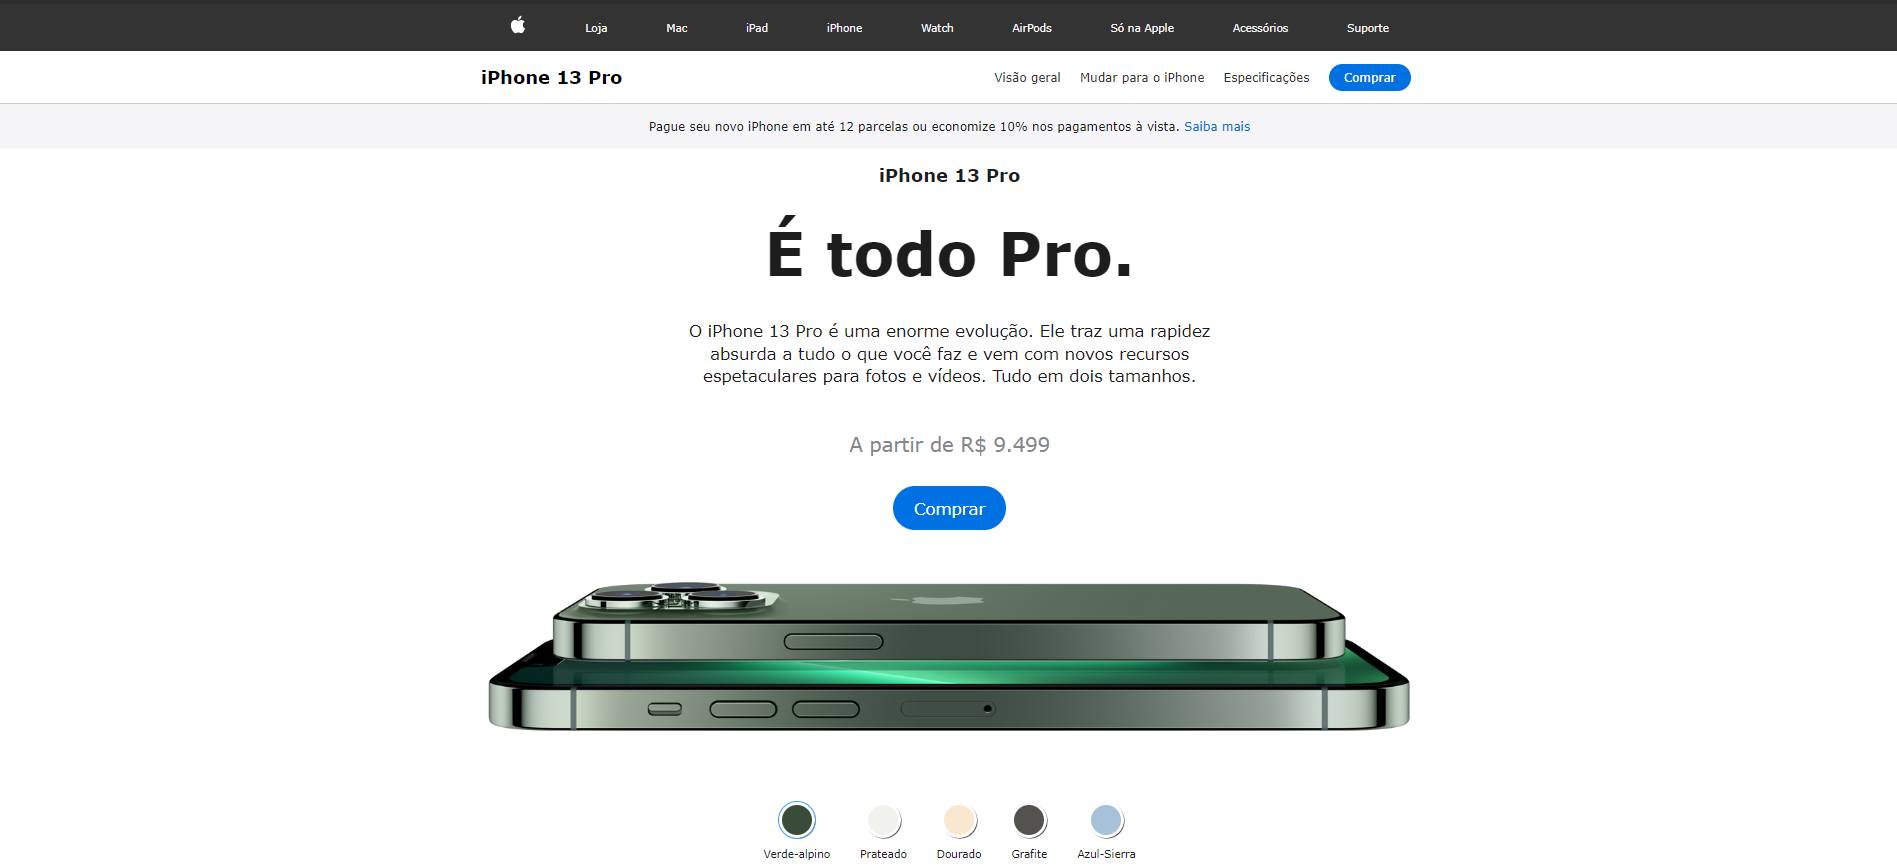 Loja Mac iPad iPhone Watch AirPods Só na Apple Acessórios Suporte
iPhone 13 Pro Visão geral Mudar para o iPhone Especificações Comprar
Pague seu novo iPhone em até 12 parcelas ou economize 10% nos pagamentos à vista. Saiba mais
iPhone 13 Pro
É todo Pro.
O iPhone 13 Pro é uma enorme evolução. Ele traz uma rapidez
absurda a tudo o que você faz e vem com novos recursos
espetaculares para fotos e vídeos. Tudo em dois tamanhos.
A partir de R$ 9.499
Comprar
Verde-alpino Prateado Dourado Grafite Azul-Sierra